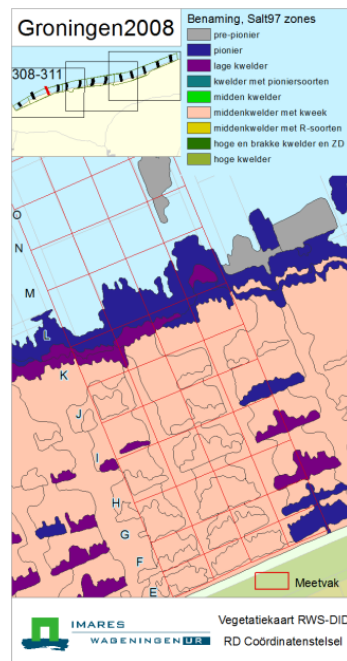 Groningen2008
308-311
Benaming, Salt97 zones
pre-pionier
pionier
lage kwelder
kwelder met pioniersoorten
midden kwelder
middenkwelder met kweek
middenkwelder met R-soorten
hoge en brakke kwelder en ZD
hoge kwelder
O
N
M
L
K
J
I
H
G
F
E
Meetvak
IMARES
WAGENINGEN UR
Vegetatiekaart RWS-DID
RD Coördinatenstelsel